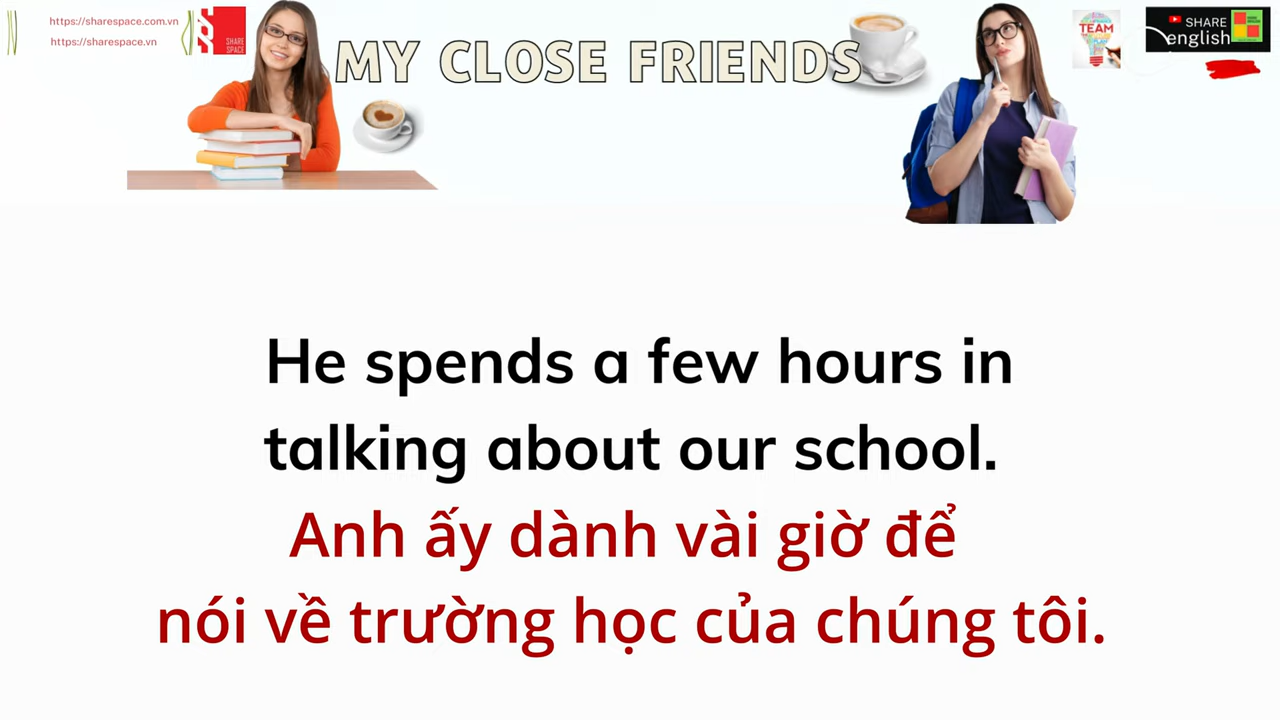 https://sharespace.com.vn
https://sharespace.vn
SHARE
SPACE
MY CLOSE FRIENDS
TEAM
SHARE
english
He spends a few hours in
talking about our school.
Anh ấy dành vài giờ để
nói về trường học của chúng tôi.